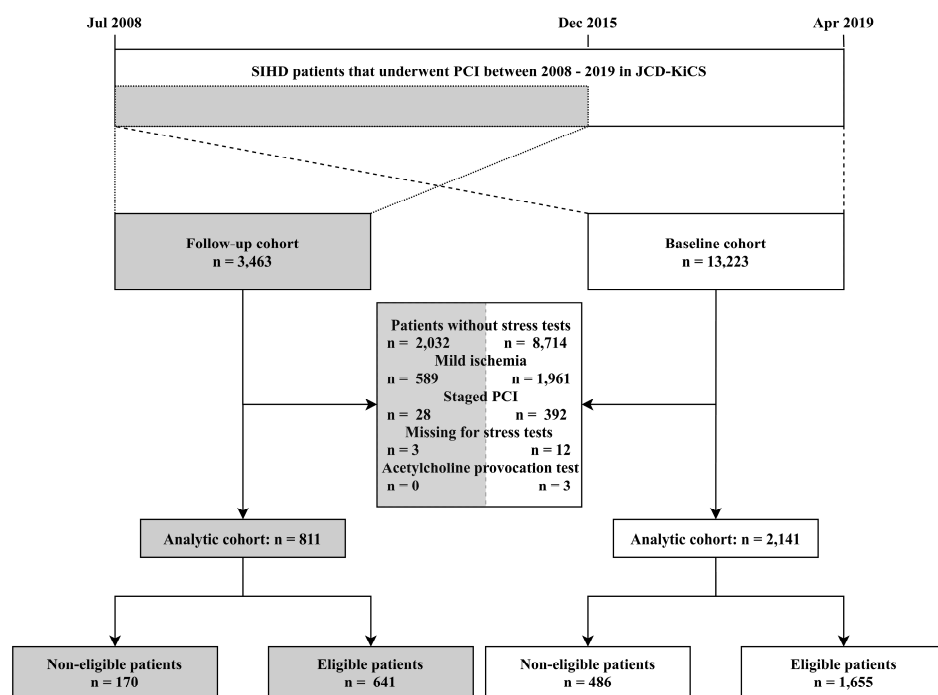 Jul 2008 Dec 2015 Apr 2019
SIHD patients that underwent PCI between 2008 - 2019 in JCD-KiCS
Follow-up cohort
n = 3,463
Baseline cohort
n = 13,223
Patients without stress tests
n = 2,032 n = 8,714
Mild ischemia
n = 589 n = 1,961
Staged PCI
n = 28 n = 392
Missing for stress tests
n = 3 n = 12
Acetylcholine provocation test
n = 0 n = 3
Analytic cohort: n = 811
Analytic cohort: n = 2,141
Non-eligible patients
n = 170
Eligible patients
n = 641
Non-eligible patients
n = 486
Eligible patients
n = 1,655